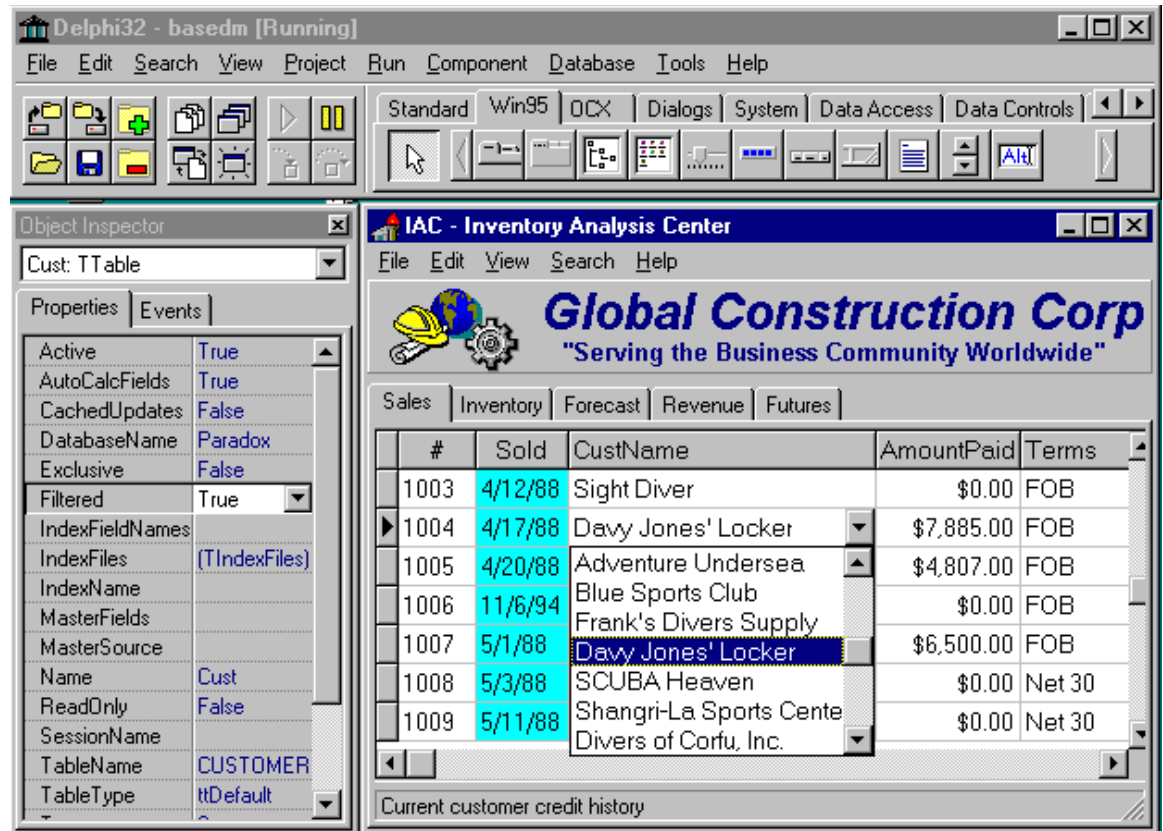 Delphi32 - basedm [Running]
File Edit Search View Project Run Component Database Tools Help
Standard Win95 OCX Dialogs System Data Access Data Controls
Alt
Object Inspector
Cust: TTable
Properties Events
Active True
AutoCalcFields True
CachedUpdates False
DatabaseName Paradox
Exclusive False
Filtered True
IndexFieldNames
IndexFiles (TIndexFiles)
IndexName
MasterFields
MasterSource
Name Cust
ReadOnly False
SessionName
TableName CUSTOMER
TableType ttDefault
IAC - Inventory Analysis Center
File Edit View Search Help
Global Construction Corp
"Serving the Business Community Worldwide"
Sales Inventory Forecast Revenue Futures
# Sold CustName AmountPaid Terms
1003 4/12/88 Sight Diver $0.00 FOB
1004 4/17/88 Davy Jones' Locker $7,885.00 FOB
1005 4/20/88 $4,807.00 FOB
1006 11/6/94 $0.00 FOB
1007 5/1/88 $6,500.00 FOB
1008 5/3/88 $0.00 Net 30
1009 5/11/88 $0.00 Net 30
Adventure Undersea
Blue Sports Club
Frank's Divers Supply
Davy Jones' Locker
SCUBA Heaven
Shangri-La Sports Cente
Divers of Corfu, Inc.
Current customer credit history